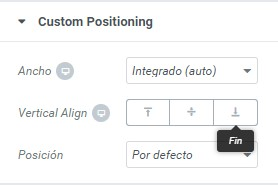 Custom Positioning
Ancho Integrado (auto)
Vertical Align
Fin
Posición Por defecto